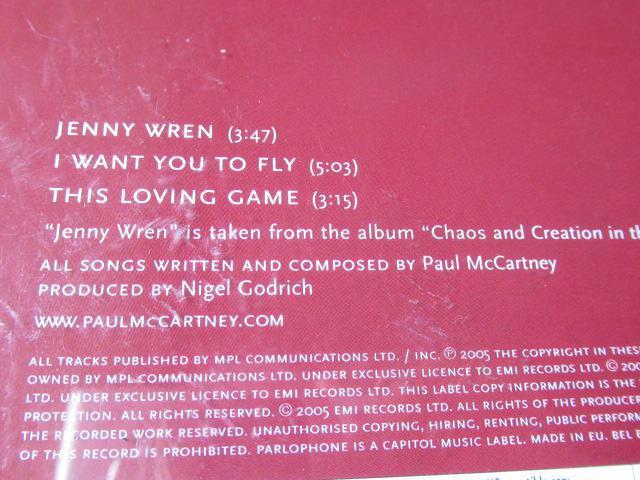 JENNY WREN (3:47)
I WANT YOU TO FLY (5:03)
THIS LOVING GAME (3:15)
"Jenny Wren" is taken from the album "Chaos and Creation in th
ALL SONGS WRITTEN AND COMPOSED BY Paul McCartney
PRODUCED BY Nigel Godrich
WWW.PAULMCCARTNEY.COM
ALL TRACKS PUBLISHED BY MPL COMMUNICATIONS LTD. / INC. ℗ 2005 THE COPYRIGHT IN THESE
OWNED BY MPL COMMUNICATIONS LTD. UNDER EXCLUSIVE LICENCE TO EMI RECORDS LTD. © 200
LTD. UNDER EXCLUSIVE LICENCE TO EMI RECORDS LTD. THIS LABEL COPY INFORMATION IS THE
PROTECTION. ALL RIGHTS RESERVED. © 2005 EMI RECORDS LTD. ALL RIGHTS OF THE PRODUCER
THE RECORDED WORK RESERVED. UNAUTHORISED COPYING, HIRING, RENTING, PUBLIC PERFORM
OF THIS RECORD IS PROHIBITED. PARLOPHONE IS A CAPITOL MUSIC LABEL. MADE IN EU. BEL B